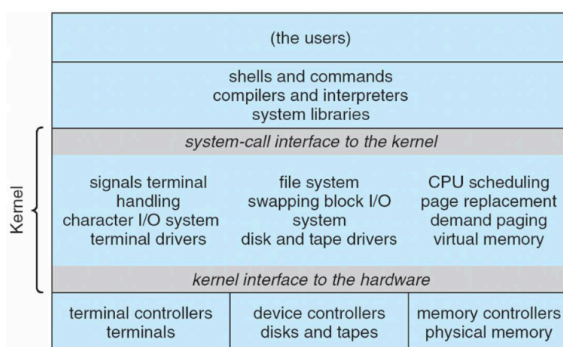 (the users)
shells and commands
compilers and interpreters
system libraries
Kernel
system-call interface to the kernel
signals terminal
handling
character I/O system
terminal drivers
file system
swapping block I/O
system
disk and tape drivers
CPU scheduling
page replacement
demand paging
virtual memory
kernel interface to the hardware
terminal controllers
terminals
device controllers
disks and tapes
memory controllers
physical memory